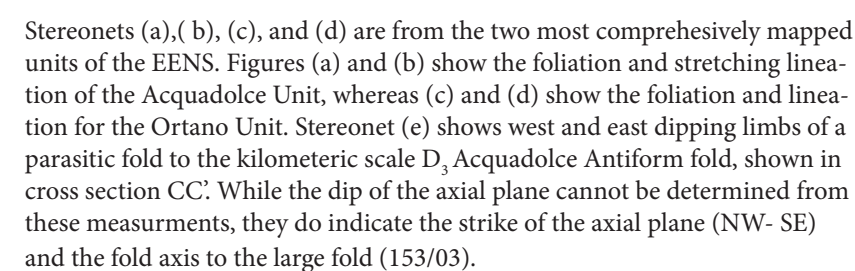 Stereonets (a),( b), (c), and (d) are from the two most comprehesively mapped
units of the EENS. Figures (a) and (b) show the foliation and stretching linea-
tion of the Acquadolce Unit, whereas (c) and (d) show the foliation and linea-
tion for the Ortano Unit. Stereonet (e) shows west and east dipping limbs of a
parasitic fold to the kilometeric scale D₃ Acquadolce Antiform fold, shown in
cross section CC’. While the dip of the axial plane cannot be determined from
these measurments, they do indicate the strike of the axial plane (NW- SE)
and the fold axis to the large fold (153/03).